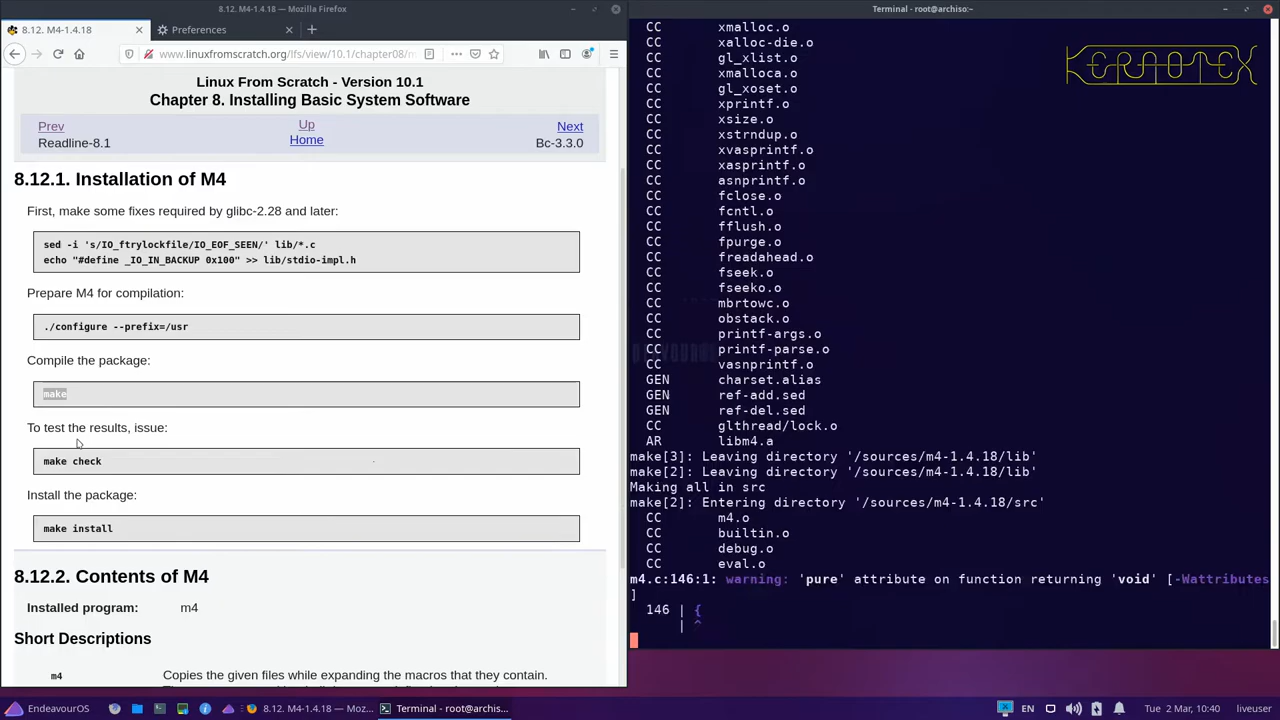 8.12. M4-1.4.18 — Mozilla Firefox
8.12. M4-1.4.18
Preferences
www.linuxfromscratch.org/lfs/view/10.1/chapter08/m
Linux From Scratch - Version 10.1
Chapter 8. Installing Basic System Software
Prev
Up
Next
Readline-8.1
Home
Bc-3.3.0
8.12.1. Installation of M4
First, make some fixes required by glibc-2.28 and later:
sed -i 's/IO_ftrylockfile/IO_EOF_SEEN/' lib/*.c
echo "#define _IO_IN_BACKUP 0x100" >> lib/stdio-impl.h
Prepare M4 for compilation:
./configure --prefix=/usr
Compile the package:
make
To test the results, issue:
make check
Install the package:
make install
8.12.2. Contents of M4
Installed program: m4
Short Descriptions
m4 Copies the given files while expanding the macros that they contain.
Terminal - root@archiso:~
KERNOTEX
CC xmalloc.o
CC xalloc-die.o
CC gl_xlist.o
CC xmalloca.o
CC gl_xoset.o
CC xprintf.o
CC xsize.o
CC xstrndup.o
CC xvasprintf.o
CC xasprintf.o
CC asnprintf.o
CC fclose.o
CC fcntl.o
CC fflush.o
CC fpurge.o
CC freadahead.o
CC fseek.o
CC fseeko.o
CC mbrtowc.o
CC obstack.o
CC printf-args.o
CC printf-parse.o
CC vasnprintf.o
GEN charset.alias
GEN ref-add.sed
GEN ref-del.sed
CC glthread/lock.o
AR libm4.a
make[3]: Leaving directory '/sources/m4-1.4.18/lib'
make[2]: Leaving directory '/sources/m4-1.4.18/lib'
Making all in src
make[2]: Entering directory '/sources/m4-1.4.18/src'
CC m4.o
CC builtin.o
CC debug.o
CC eval.o
m4.c:146:1: warning: 'pure' attribute on function returning 'void' [-Wattributes
]
146 | {
| ^
EndeavourOS
8.12. M4-1.4.18 — Moz...
Terminal - root@archiso:~
EN
Tue 2 Mar, 10:40
liveuser